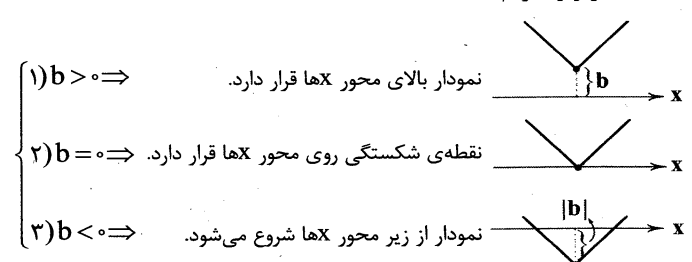 ۱) b > ۰ ⇒ نمودار بالای محور xها قرار دارد. b x
۲) b = ۰ ⇒ نقطه‌ی شکستگی روی محور xها قرار دارد. x
۳) b < ۰ ⇒ نمودار از زیر محور xها شروع می‌شود. |b| x